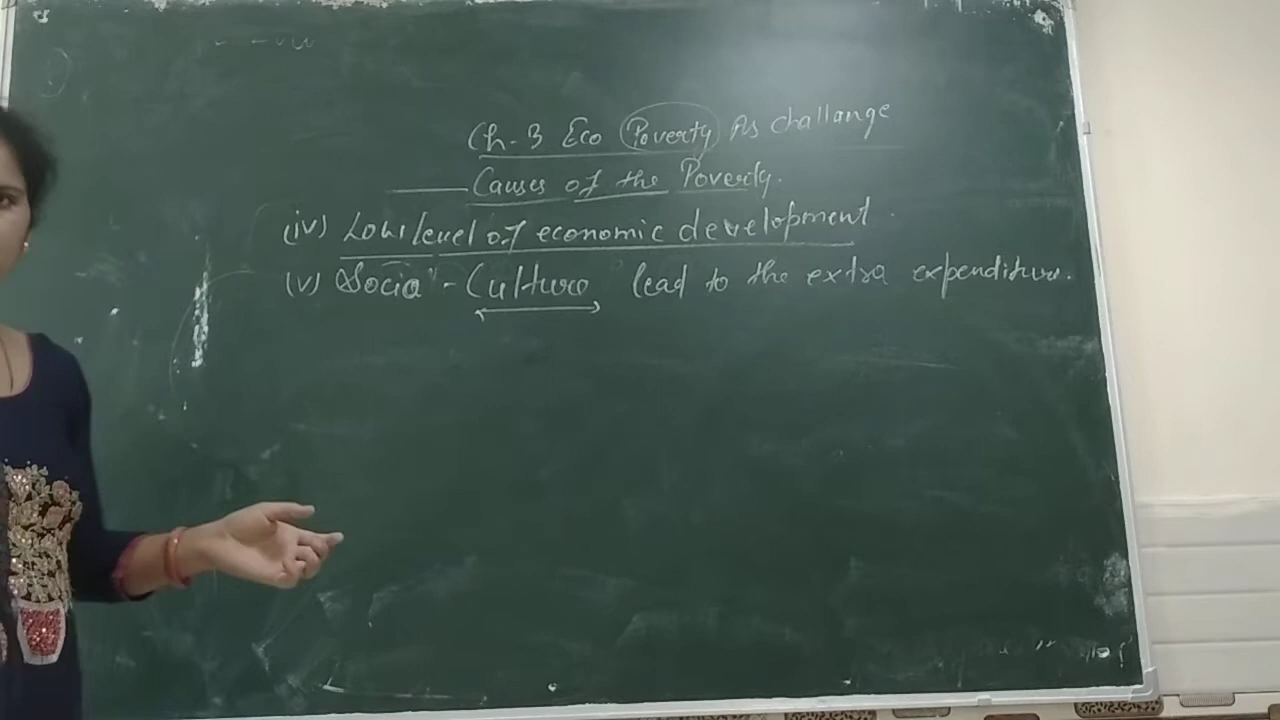 Ch-3 Eco Poverty As challange
Causes of the Poverty.
(iv) Low level of economic development.
(v) Socia - Culture lead to the extra expenditure.